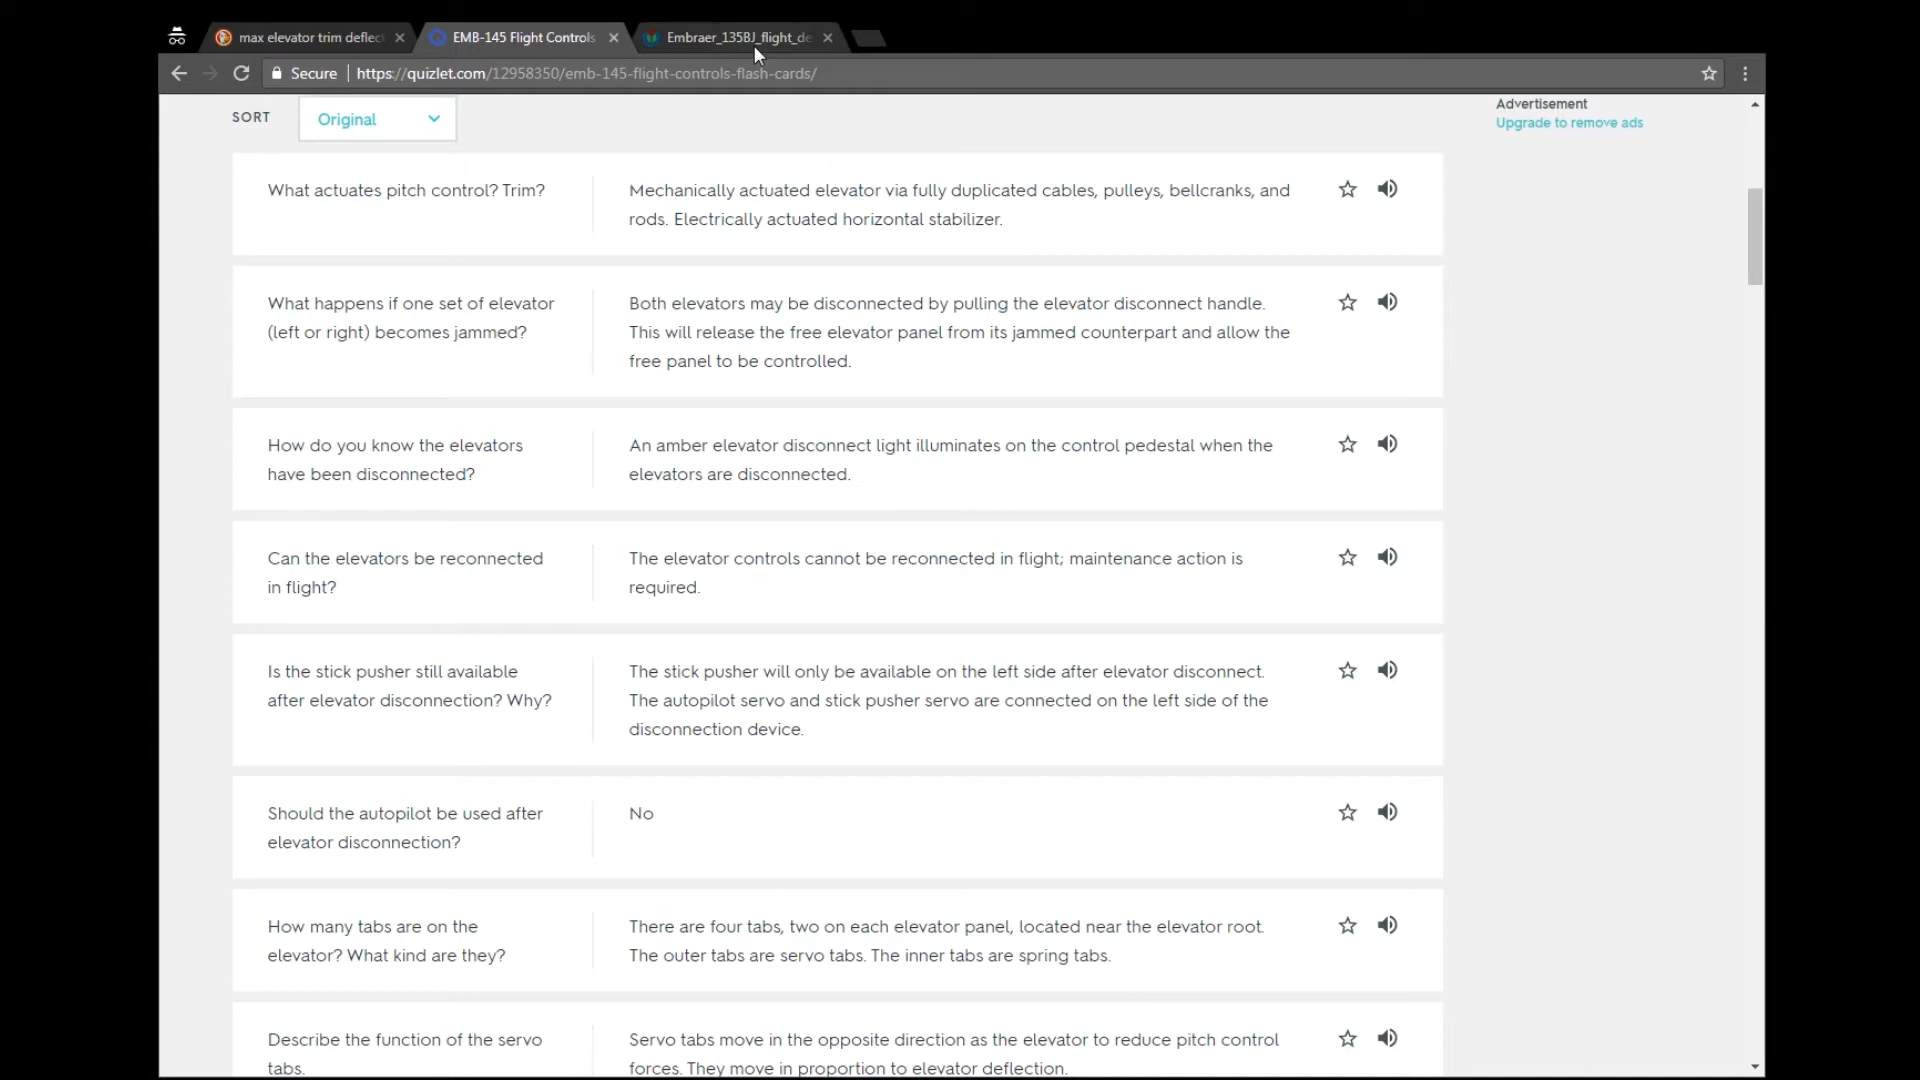 max elevator trim deflec
EMB-145 Flight Controls
Embraer_135BJ_flight_de
Secure
https://quizlet.com/12958350/emb-145-flight-controls-flash-cards/
SORT
Original
Advertisement
Upgrade to remove ads
What actuates pitch control? Trim?
Mechanically actuated elevator via fully duplicated cables, pulleys, bellcranks, and
rods. Electrically actuated horizontal stabilizer.
What happens if one set of elevator
(left or right) becomes jammed?
Both elevators may be disconnected by pulling the elevator disconnect handle.
This will release the free elevator panel from its jammed counterpart and allow the
free panel to be controlled.
How do you know the elevators
have been disconnected?
An amber elevator disconnect light illuminates on the control pedestal when the
elevators are disconnected.
Can the elevators be reconnected
in flight?
The elevator controls cannot be reconnected in flight; maintenance action is
required.
Is the stick pusher still available
after elevator disconnection? Why?
The stick pusher will only be available on the left side after elevator disconnect.
The autopilot servo and stick pusher servo are connected on the left side of the
disconnection device.
Should the autopilot be used after
elevator disconnection?
No
How many tabs are on the
elevator? What kind are they?
There are four tabs, two on each elevator panel, located near the elevator root.
The outer tabs are servo tabs. The inner tabs are spring tabs.
Describe the function of the servo
tabs.
Servo tabs move in the opposite direction as the elevator to reduce pitch control
forces. They move in proportion to elevator deflection.